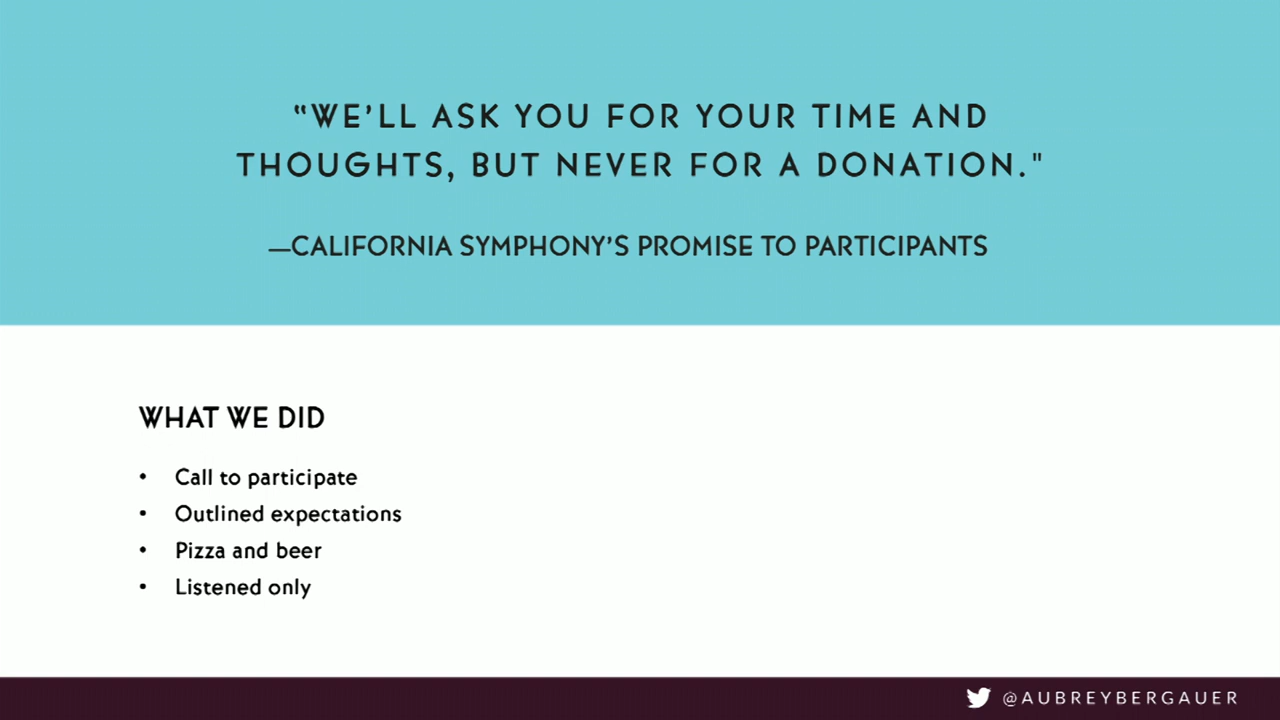 “WE’LL ASK YOU FOR YOUR TIME AND
THOUGHTS, BUT NEVER FOR A DONATION."
—CALIFORNIA SYMPHONY’S PROMISE TO PARTICIPANTS
WHAT WE DID
• Call to participate
• Outlined expectations
• Pizza and beer
• Listened only
@AUBREYBERGAUER